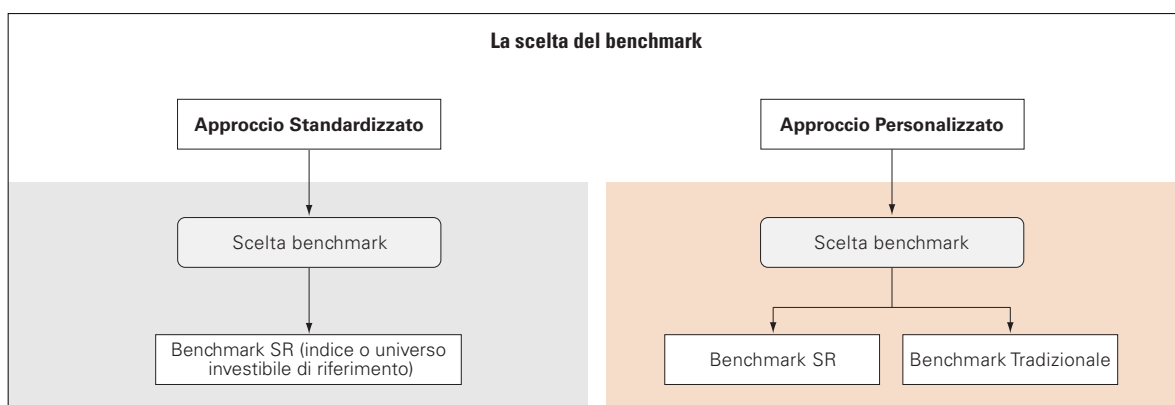 La scelta del benchmark
Approccio Standardizzato
Approccio Personalizzato
Scelta benchmark
Scelta benchmark
Benchmark SR (indice o universo
investibile di riferimento)
Benchmark SR
Benchmark Tradizionale